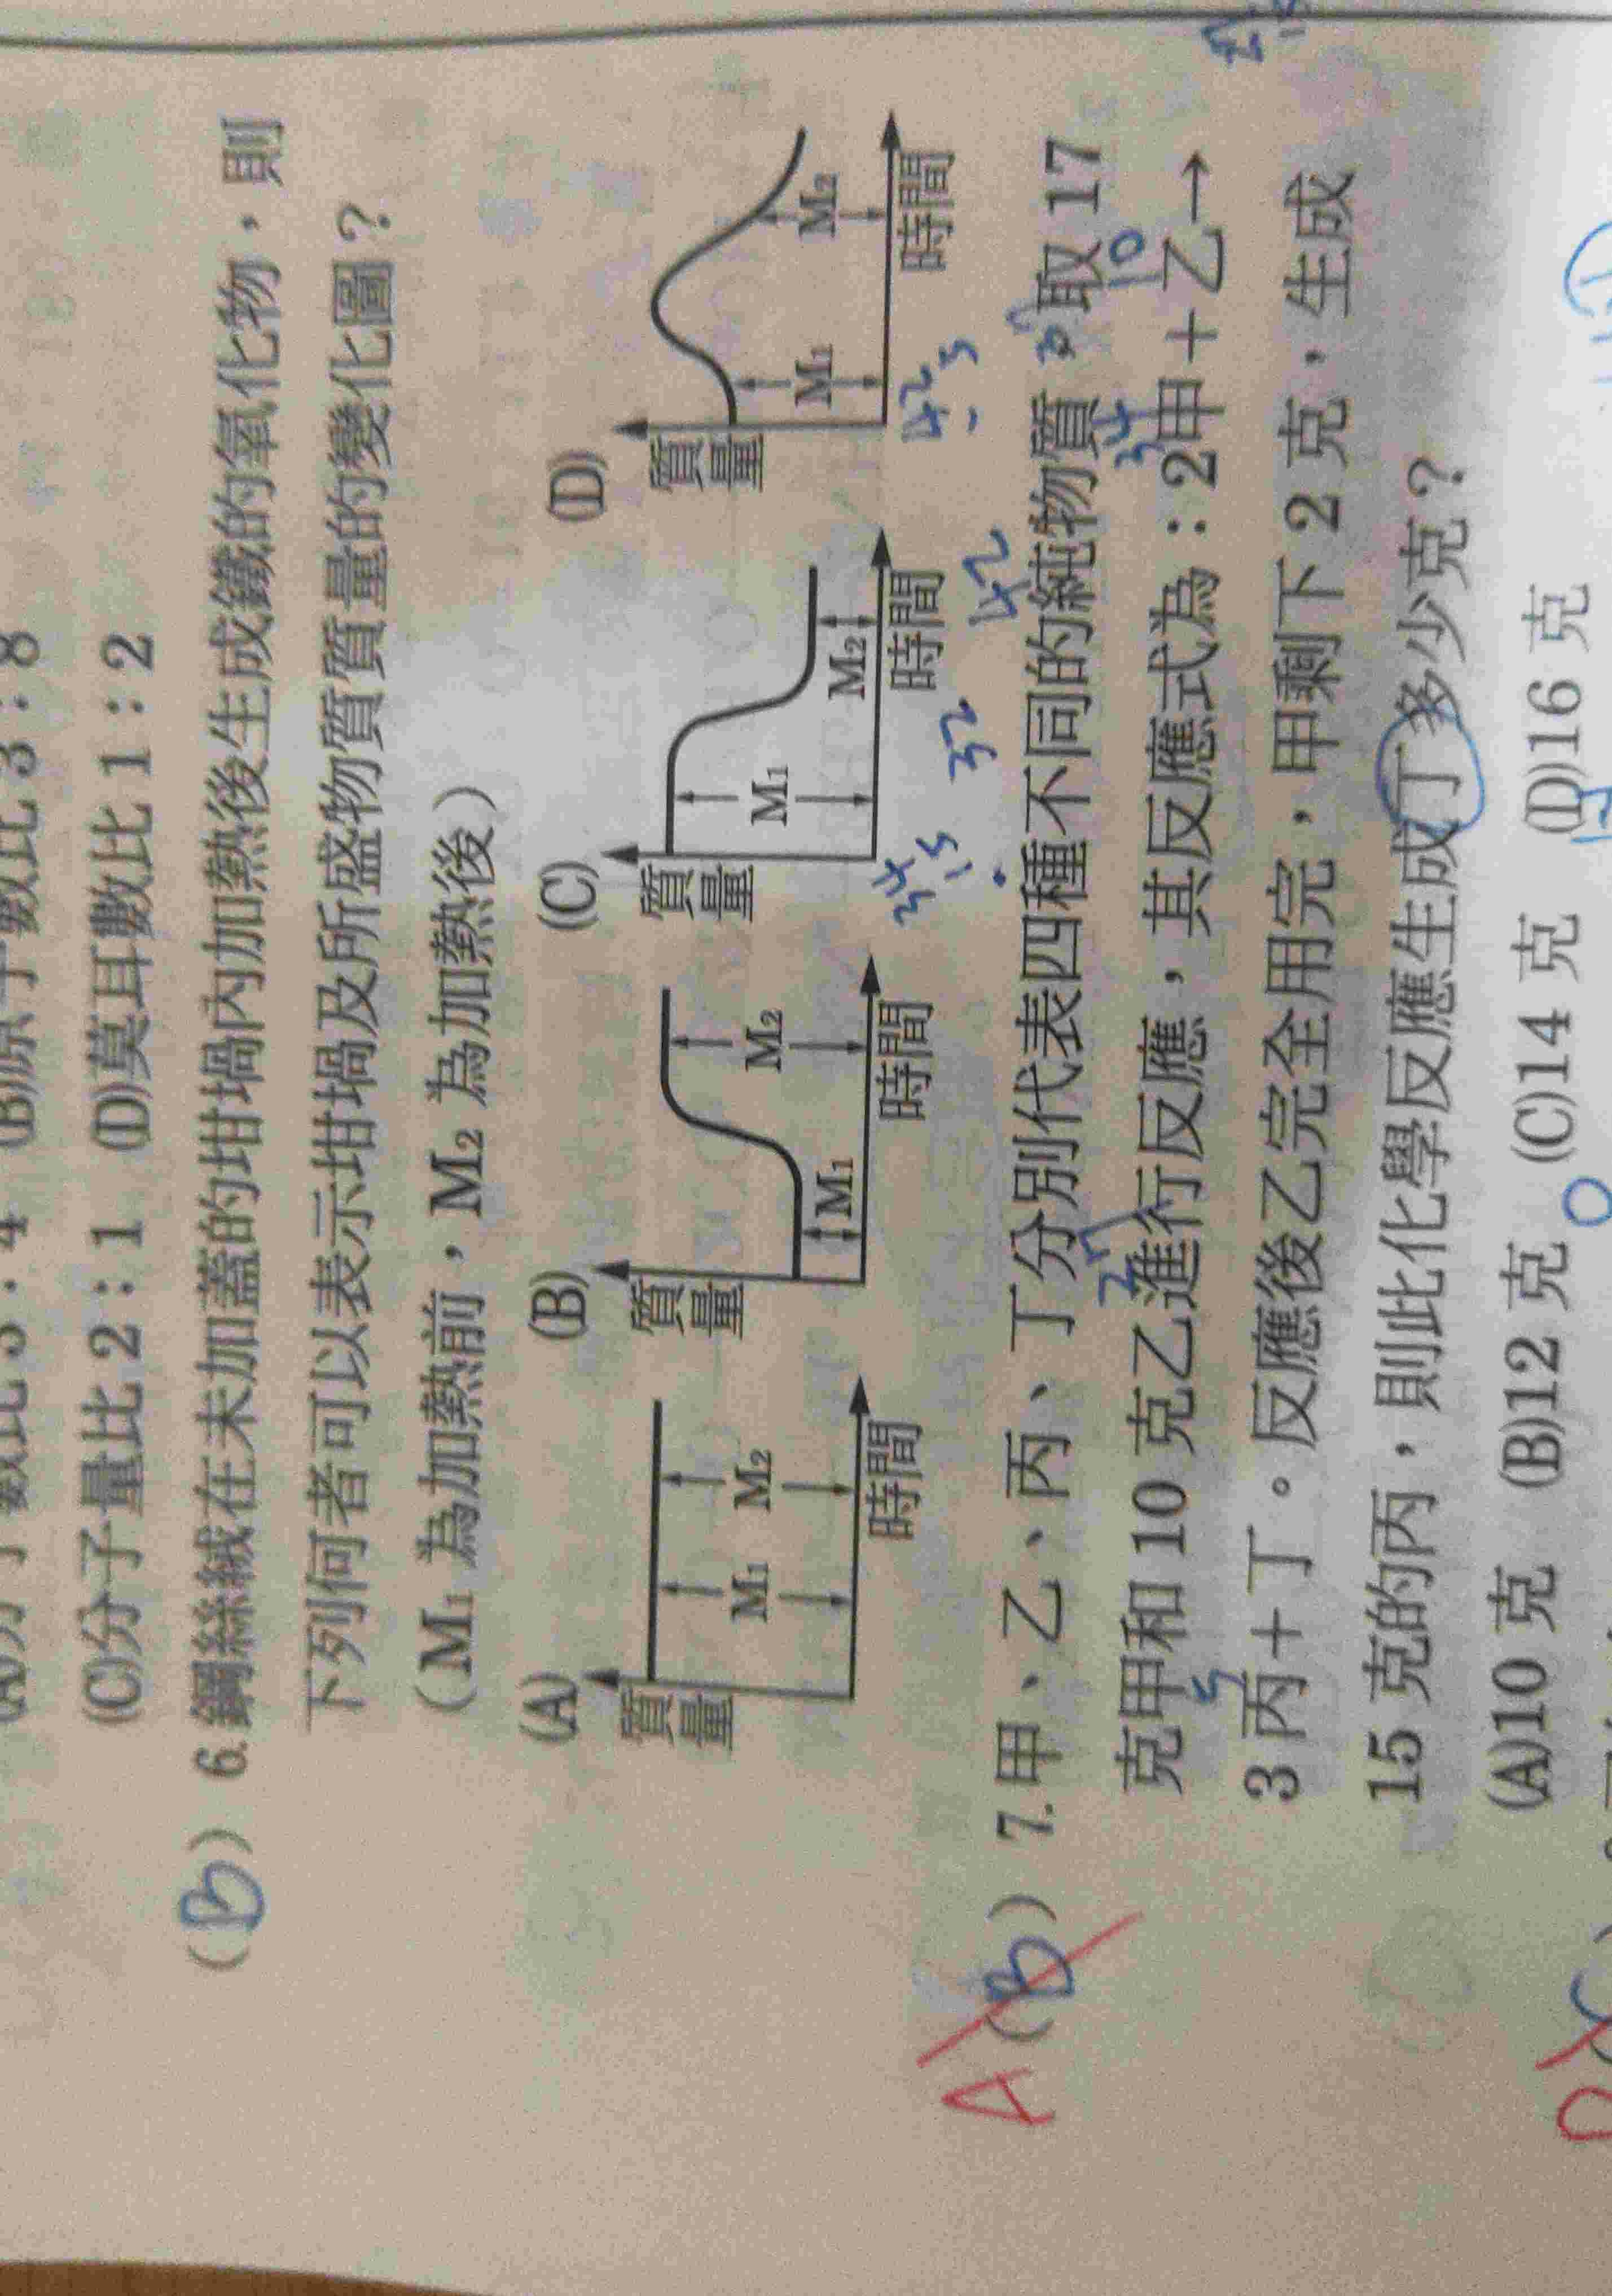 (C)分子量比 2：1　(D)莫耳數比 1：2
(B) 6.鋼絲絨在未加蓋的坩堝內加熱後生成鐵的氧化物，則
下列何者可以表示坩堝及所盛物質質量的變化圖？
（M₁ 為加熱前，M₂ 為加熱後）
(A) (B) (C) (D)
質量 M₁ M₂ 時間
質量 M₁ M₂ 時間
質量 M₁ M₂ 時間
質量 M₁ M₂ 時間
34 15 32 42 42 15
A (B) 7.甲、乙、丙、丁分別代表四種不同的純物質。取 17
克甲和 10 克乙進行反應，其反應式為：2甲＋乙→
3 丙＋丁。反應後乙完全用完，甲剩下 2 克，生成
15 克的丙，則此化學反應生成丁多少克？
(A)10 克　(B)12 克　(C)14 克　(D)16 克